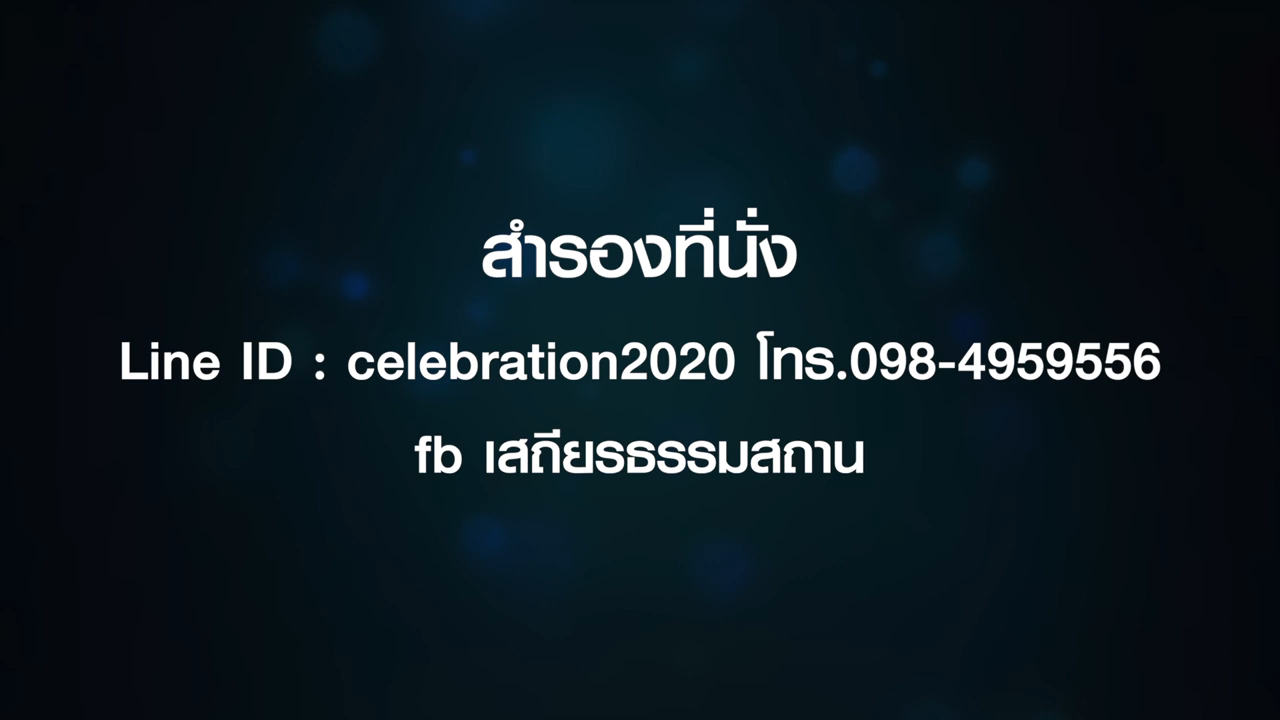 สำรองที่นั่ง
Line ID : celebration2020 โทร.098-4959556
fb เสถียรธรรมสถาน